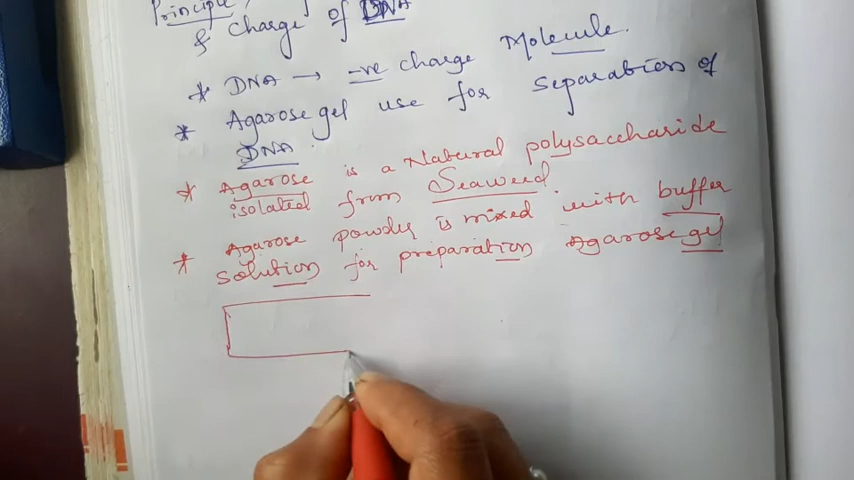 Principle,
& Charge of DNA
* DNA → -ve charge Molecule.
* Agarose gel use for separation of
DNA.
* Agarose is a Natural polysaccharide
isolated from Seaweed.
* Agarose powder is mixed with buffer
solution for preparation Agarose gel